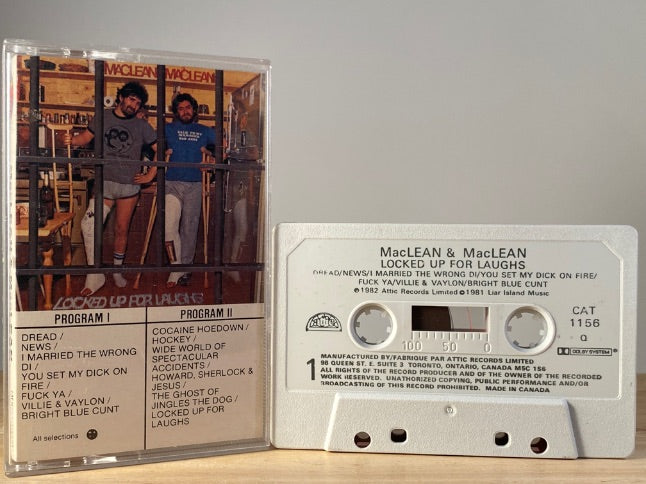 MACLEAN MACLEAN
LOCKED UP FOR LAUGHS
PROGRAM I
DREAD /
NEWS /
I MARRIED THE WRONG
DI /
YOU SET MY DICK ON
FIRE /
FUCK YA /
VILLIE & VAYLON /
BRIGHT BLUE CUNT
All selections
PROGRAM II
COCAINE HOEDOWN /
HOCKEY /
WIDE WORLD OF
SPECTACULAR
ACCIDENTS /
HOWARD, SHERLOCK &
JESUS /
THE GHOST OF
JINGLES THE DOG /
LOCKED UP FOR
LAUGHS
MacLEAN & MacLEAN
LOCKED UP FOR LAUGHS
DREAD/NEWS/I MARRIED THE WRONG DI/YOU SET MY DICK ON FIRE/
FUCK YA/VILLIE & VAYLON/BRIGHT BLUE CUNT
℗1982 Attic Records Limited ©1981 Liar Island Music
CAT
1156
100 50 0
DOLBY SYSTEM
1
MANUFACTURED BY/FABRIQUE PAR ATTIC RECORDS LIMITED
98 QUEEN ST. E. SUITE 3 TORONTO, ONTARIO, CANADA M5C 1S6
ALL RIGHTS OF THE RECORD PRODUCER AND OF THE OWNER OF THE RECORDED
WORK RESERVED. UNATHORIZED COPYING, PUBLIC PERFORMANCE AND/OR
BROADCASTING OF THIS RECORD PROHIBITED. MADE IN CANADA